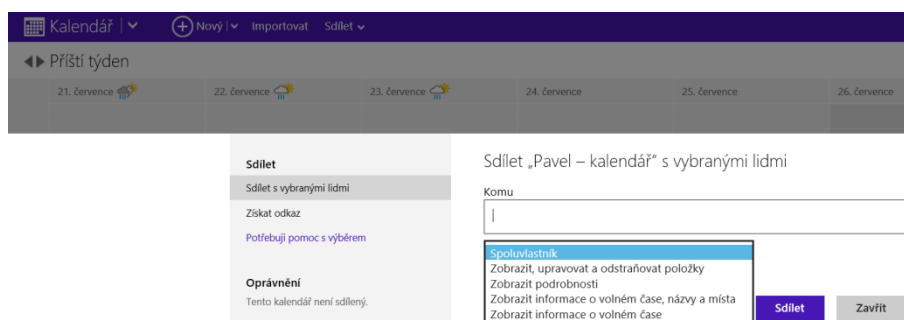 Kalendář
Nový Importovat Sdílet
Příští týden
21. července 22. července 23. července 24. července 25. července 26. července
Sdílet
Sdílet s vybranými lidmi
Získat odkaz
Potřebuji pomoc s výběrem
Oprávnění
Tento kalendář není sdílený.
Sdílet „Pavel – kalendář“ s vybranými lidmi
Komu
Spoluvlastník
Zobrazit, upravovat a odstraňovat položky
Zobrazit podrobnosti
Zobrazit informace o volném čase, názvy a místa
Zobrazit informace o volném čase
Sdílet Zavřít